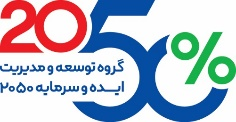 2050%
گروه توسعه و مدیریت
ایده و سرمایه ۲۰۵۰